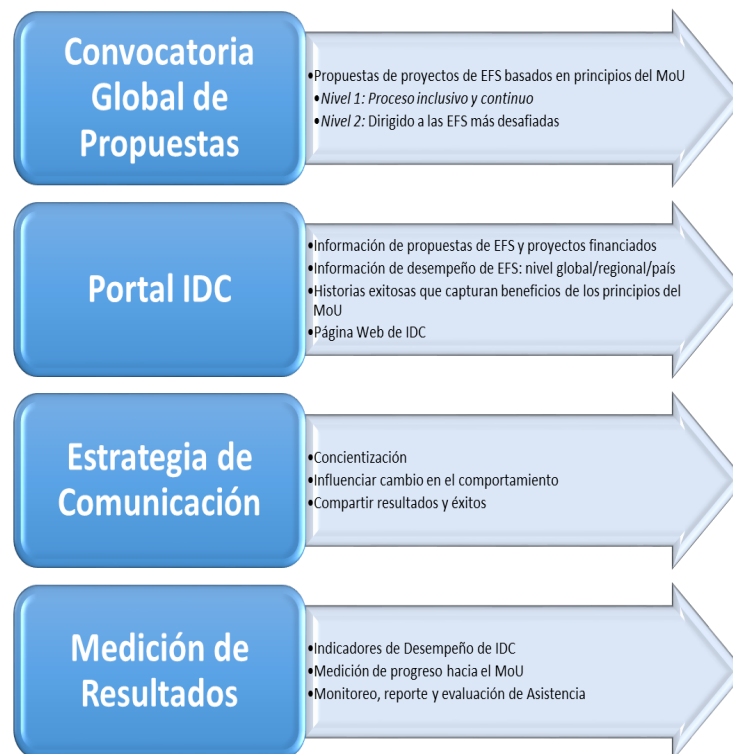 Convocatoria
Global de
Propuestas
•Propuestas de proyectos de EFS basados en principios del MoU
•Nivel 1: Proceso inclusivo y continuo
•Nivel 2: Dirigido a las EFS más desafiadas
Portal IDC
•Información de propuestas de EFS y proyectos financiados
•Información de desempeño de EFS: nivel global/regional/país
•Historias exitosas que capturan beneficios de los principios del
MoU
•Página Web de IDC
Estrategia de
Comunicación
•Concientización
•Influenciar cambio en el comportamiento
•Compartir resultados y éxitos
Medición de
Resultados
•Indicadores de Desempeño de IDC
•Medición de progreso hacia el MoU
•Monitoreo, reporte y evaluación de Asistencia